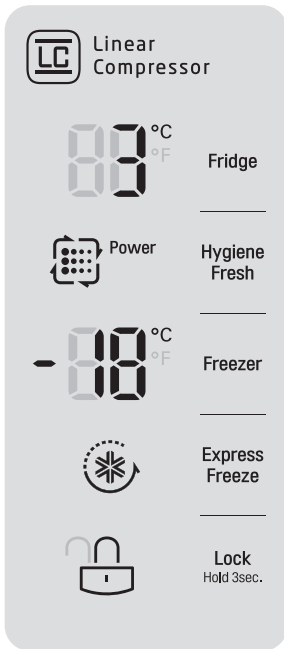 LC Linear
Compressor
3 °C
°F
Fridge
Power
Hygiene
Fresh
-18 °C
°F
Freezer
Express
Freeze
Lock
Hold 3sec.